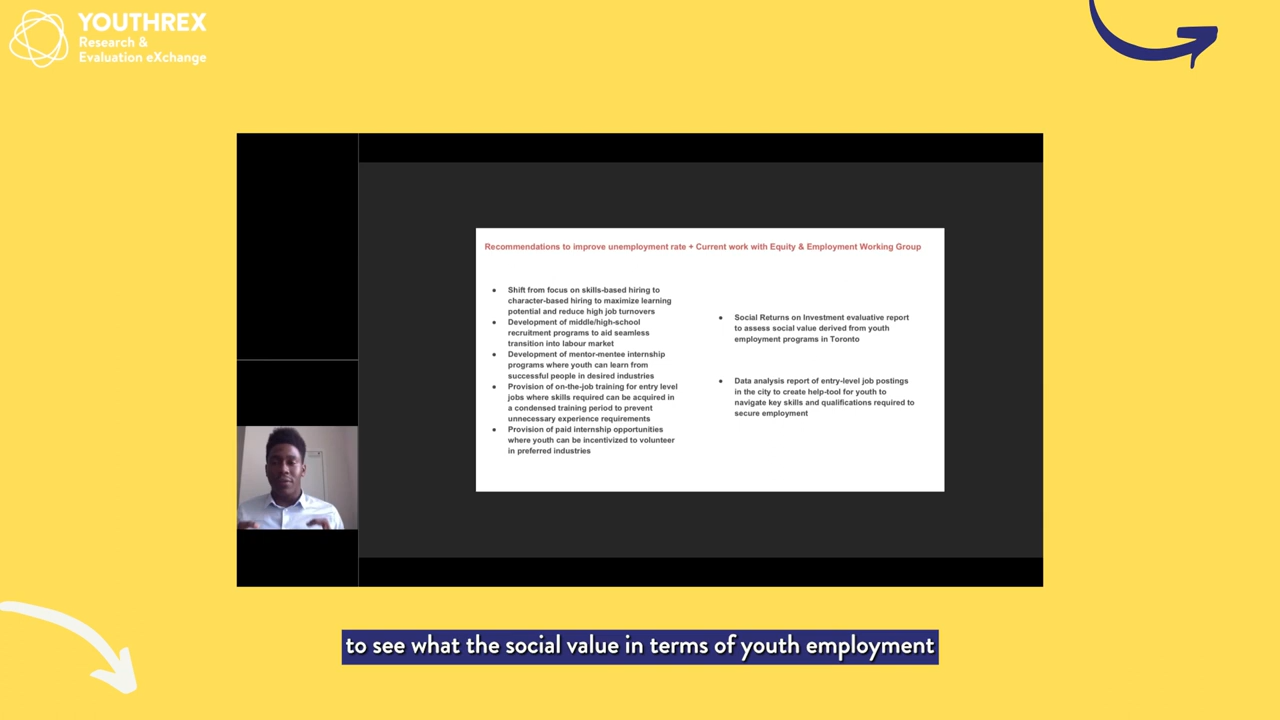 YOUTHREX
Research &
Evaluation eXchange
Recommendations to improve unemployment rate + Current work with Equity & Employment Working Group
● Shift from focus on skills-based hiring to
character-based hiring to maximize learning
potential and reduce high job turnovers
● Development of middle/high-school
recruitment programs to aid seamless
transition into labour market
● Development of mentor-mentee internship
programs where youth can learn from
successful people in desired industries
● Provision of on-the-job training for entry level
jobs where skills required can be acquired in
a condensed training period to prevent
unnecessary experience requirements
● Provision of paid internship opportunities
where youth can be incentivized to volunteer
in preferred industries
● Social Returns on Investment evaluative report
to assess social value derived from youth
employment programs in Toronto
● Data analysis report of entry-level job postings
in the city to create help-tool for youth to
navigate key skills and qualifications required to
secure employment
to see what the social value in terms of youth employment